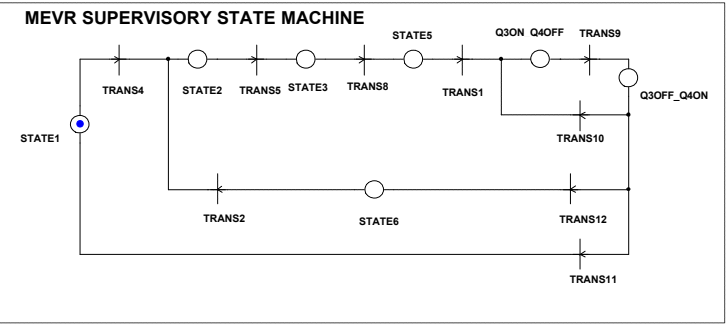 MEVR SUPERVISORY STATE MACHINE
STATE5
Q3ON Q4OFF
TRANS9
TRANS4
STATE2
TRANS5
STATE3
TRANS8
TRANS1
Q3OFF_Q4ON
STATE1
TRANS10
TRANS2
STATE6
TRANS12
TRANS11